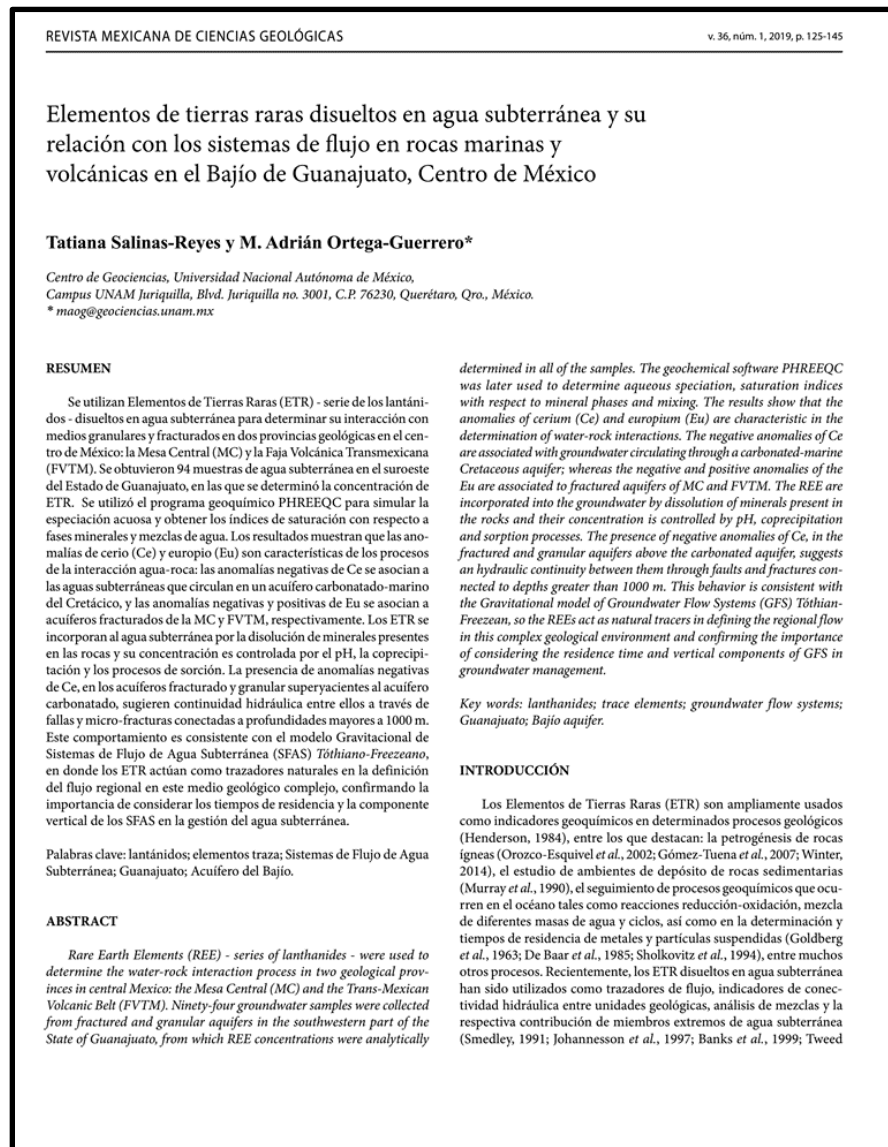 REVISTA MEXICANA DE CIENCIAS GEOLÓGICAS
v. 36, núm. 1, 2019, p. 125-145
Elementos de tierras raras disueltos en agua subterránea y su
relación con los sistemas de flujo en rocas marinas y
volcánicas en el Bajío de Guanajuato, Centro de México
Tatiana Salinas-Reyes y M. Adrián Ortega-Guerrero*
Centro de Geociencias, Universidad Nacional Autónoma de México,
Campus UNAM Juriquilla, Blvd. Juriquilla no. 3001, C.P. 76230, Querétaro, Qro., México.
* maog@geociencias.unam.mx
RESUMEN
Se utilizan Elementos de Tierras Raras (ETR) - serie de los lantáni-
dos - disueltos en agua subterránea para determinar su interacción con
medios granulares y fracturados en dos provincias geológicas en el cen-
tro de México: la Mesa Central (MC) y la Faja Volcánica Transmexicana
(FVTM). Se obtuvieron 94 muestras de agua subterránea en el suroeste
del Estado de Guanajuato, en las que se determinó la concentración de
ETR. Se utilizó el programa geoquímico PHREEQC para simular la
especiación acuosa y obtener los índices de saturación con respecto a
fases minerales y mezclas de agua. Los resultados muestran que las ano-
malías de cerio (Ce) y europio (Eu) son características de los procesos
de la interacción agua-roca: las anomalías negativas de Ce se asocian a
las aguas subterráneas que circulan en un acuífero carbonatado-marino
del Cretácico, y las anomalías negativas y positivas de Eu se asocian a
acuíferos fracturados de la MC y FVTM, respectivamente. Los ETR se
incorporan al agua subterránea por la disolución de minerales presentes
en las rocas y su concentración es controlada por el pH, la coprecipi-
tación y los procesos de sorción. La presencia de anomalías negativas
de Ce, en los acuíferos fracturado y granular superyacientes al acuífero
carbonatado, sugieren continuidad hidráulica entre ellos a través de
fallas y micro-fracturas conectadas a profundidades mayores a 1000 m.
Este comportamiento es consistente con el modelo Gravitacional de
Sistemas de Flujo de Agua Subterránea (SFAS) Tóthiano-Freezeano,
en donde los ETR actúan como trazadores naturales en la definición
del flujo regional en este medio geológico complejo, confirmando la
importancia de considerar los tiempos de residencia y la componente
vertical de los SFAS en la gestión del agua subterránea.
Palabras clave: lantánidos; elementos traza; Sistemas de Flujo de Agua
Subterránea; Guanajuato; Acuífero del Bajío.
ABSTRACT
Rare Earth Elements (REE) - series of lanthanides - were used to
determine the water-rock interaction process in two geological prov-
inces in central Mexico: the Mesa Central (MC) and the Trans-Mexican
Volcanic Belt (FVTM). Ninety-four groundwater samples were collected
from fractured and granular aquifers in the southwestern part of the
State of Guanajuato, from which REE concentrations were analytically
determined in all of the samples. The geochemical software PHREEQC
was later used to determine aqueous speciation, saturation indices
with respect to mineral phases and mixing. The results show that the
anomalies of cerium (Ce) and europium (Eu) are characteristic in the
determination of water-rock interactions. The negative anomalies of Ce
are associated with groundwater circulating through a carbonated-marine
Cretaceous aquifer; whereas the negative and positive anomalies of the
Eu are associated to fractured aquifers of MC and FVTM. The REE are
incorporated into the groundwater by dissolution of minerals present in
the rocks and their concentration is controlled by pH, coprecipitation
and sorption processes. The presence of negative anomalies of Ce, in the
fractured and granular aquifers above the carbonated aquifer, suggests
an hydraulic continuity between them through faults and fractures con-
nected to depths greater than 1000 m. This behavior is consistent with
the Gravitational model of Groundwater Flow Systems (GFS) Tóthian-
Freezean, so the REEs act as natural tracers in defining the regional flow
in this complex geological environment and confirming the importance
of considering the residence time and vertical components of GFS in
groundwater management.
Key words: lanthanides; trace elements; groundwater flow systems;
Guanajuato; Bajío aquifer.
INTRODUCCIÓN
Los Elementos de Tierras Raras (ETR) son ampliamente usados
como indicadores geoquímicos en determinados procesos geológicos
(Henderson, 1984), entre los que destacan: la petrogénesis de rocas
ígneas (Orozco-Esquivel et al., 2002; Gómez-Tuena et al., 2007; Winter,
2014), el estudio de ambientes de depósito de rocas sedimentarias
(Murray et al., 1990), el seguimiento de procesos geoquímicos que ocu-
rren en el océano tales como reacciones reducción-oxidación, mezcla
de diferentes masas de agua y ciclos, así como en la determinación y
tiempos de residencia de metales y partículas suspendidas (Goldberg
et al., 1963; De Baar et al., 1985; Sholkovitz et al., 1994), entre muchos
otros procesos. Recientemente, los ETR disueltos en agua subterránea
han sido utilizados como trazadores de flujo, indicadores de conec-
tividad hidráulica entre unidades geológicas, análisis de mezclas y la
respectiva contribución de miembros extremos de agua subterránea
(Smedley, 1991; Johannesson et al., 1997; Banks et al., 1999; Tweed